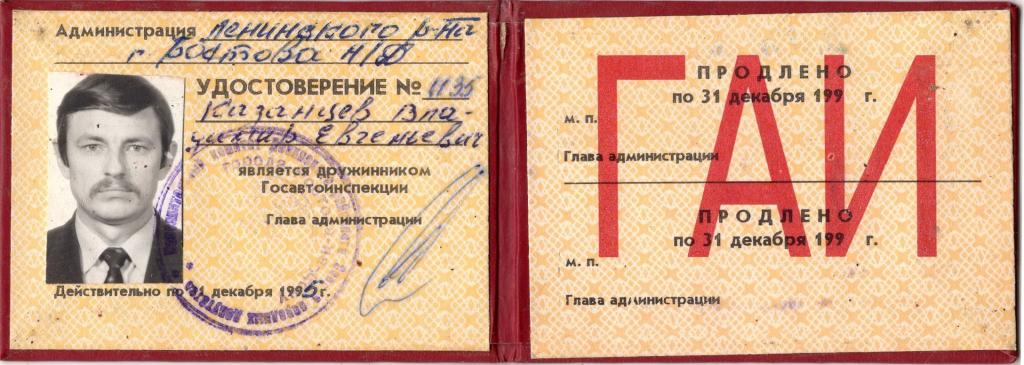 Администрация Ленинского р-на
г. Ростова Н/Д
УДОСТОВЕРЕНИЕ № 1135
Казанцев Вла-
димир Евгеньевич
является дружинником
Госавтоинспекции
Глава администрации
Действительно по 31 декабря 1995 г.
ГАИ
ПРОДЛЕНО
по 31 декабря 199 г.
м. п.
Глава администрации
ПРОДЛЕНО
по 31 декабря 199 г.
м. п.
Глава администрации